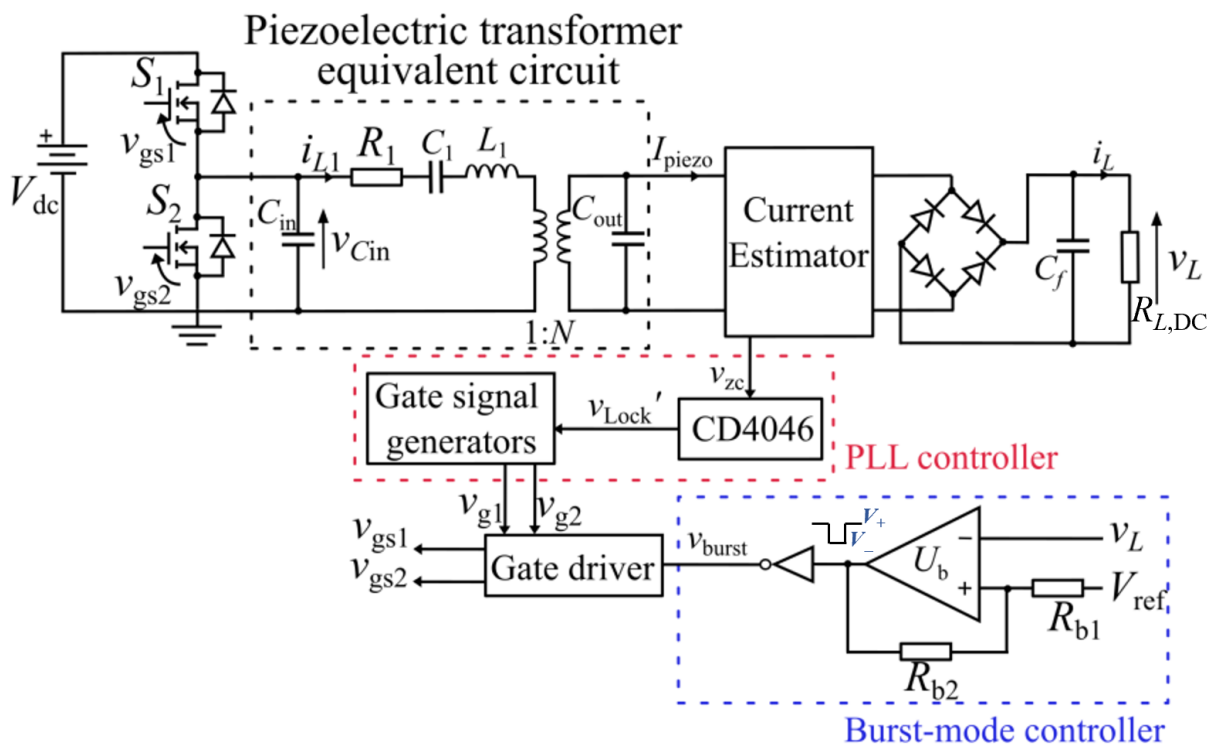 Piezoelectric transformer
equivalent circuit
S1
vgs1
+
Vdc
S2
vgs2
Cin
vCin
iL1
R1
C1
L1
1:N
Cout
Ipiezo
Current
Estimator
iL
Cf
vL
RL,DC
vzc
Gate signal
generators
vLock′
CD4046
PLL controller
vg1
vg2
vgs1
vgs2
Gate driver
vburst
V+
V−
Ub
−
+
vL
Vref
Rb1
Rb2
Burst-mode controller